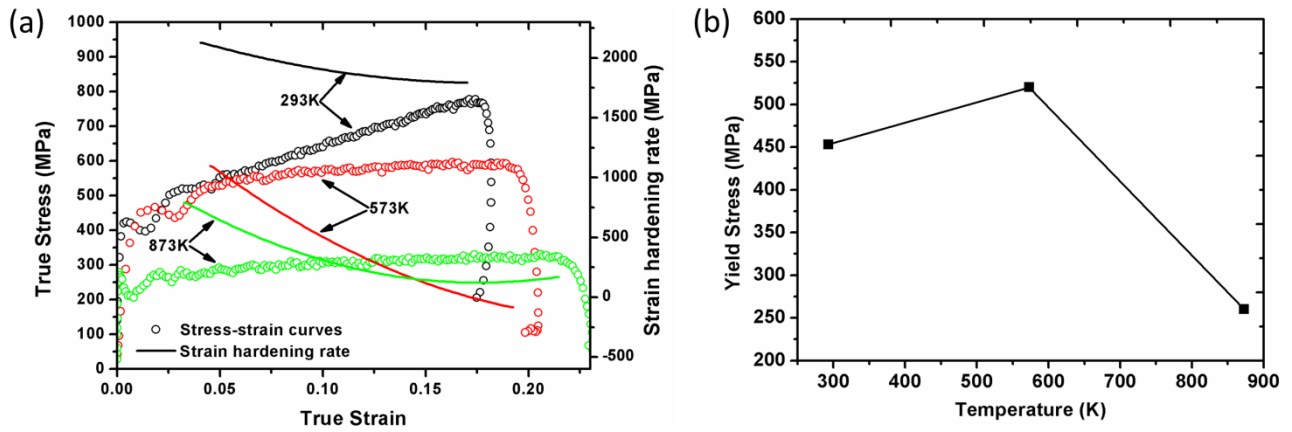 (a)
1000
900
800
700
600
500
400
300
200
100
0
True Stress (MPa)
0.00
0.05
0.10
0.15
0.20
True Strain
2000
1500
1000
500
0
-500
Strain hardening rate (MPa)
293K
573K
873K
Stress-strain curves
Strain hardening rate
(b)
600
550
500
450
400
350
300
250
200
Yield Stress (MPa)
300 400 500 600 700 800 900
Temperature (K)